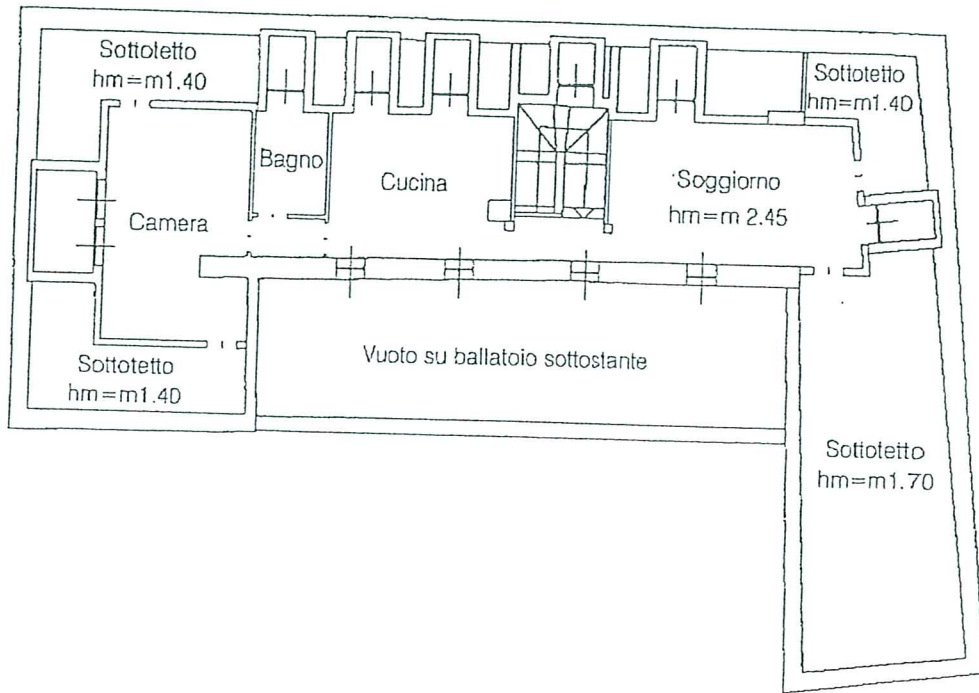 Sottotetto
hm=m1.40
Sottotetto
hm=m1.40
Bagno
Cucina
Soggiorno
hm=m 2.45
Camera
Vuoto su ballatoio sottostante
Sottotetto
hm=m1.40
Sottotetto
hm=m1.70